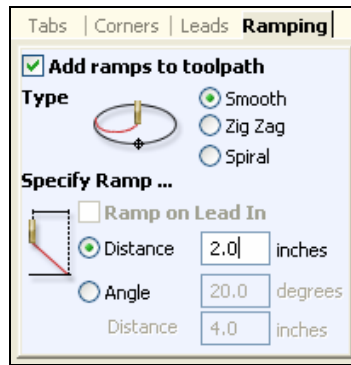 Tabs | Corners | Leads Ramping
Add ramps to toolpath
Type
Smooth
Zig Zag
Spiral
Specify Ramp ...
Ramp on Lead In
Distance 2.0 inches
Angle 20.0 degrees
Distance 4.0 inches